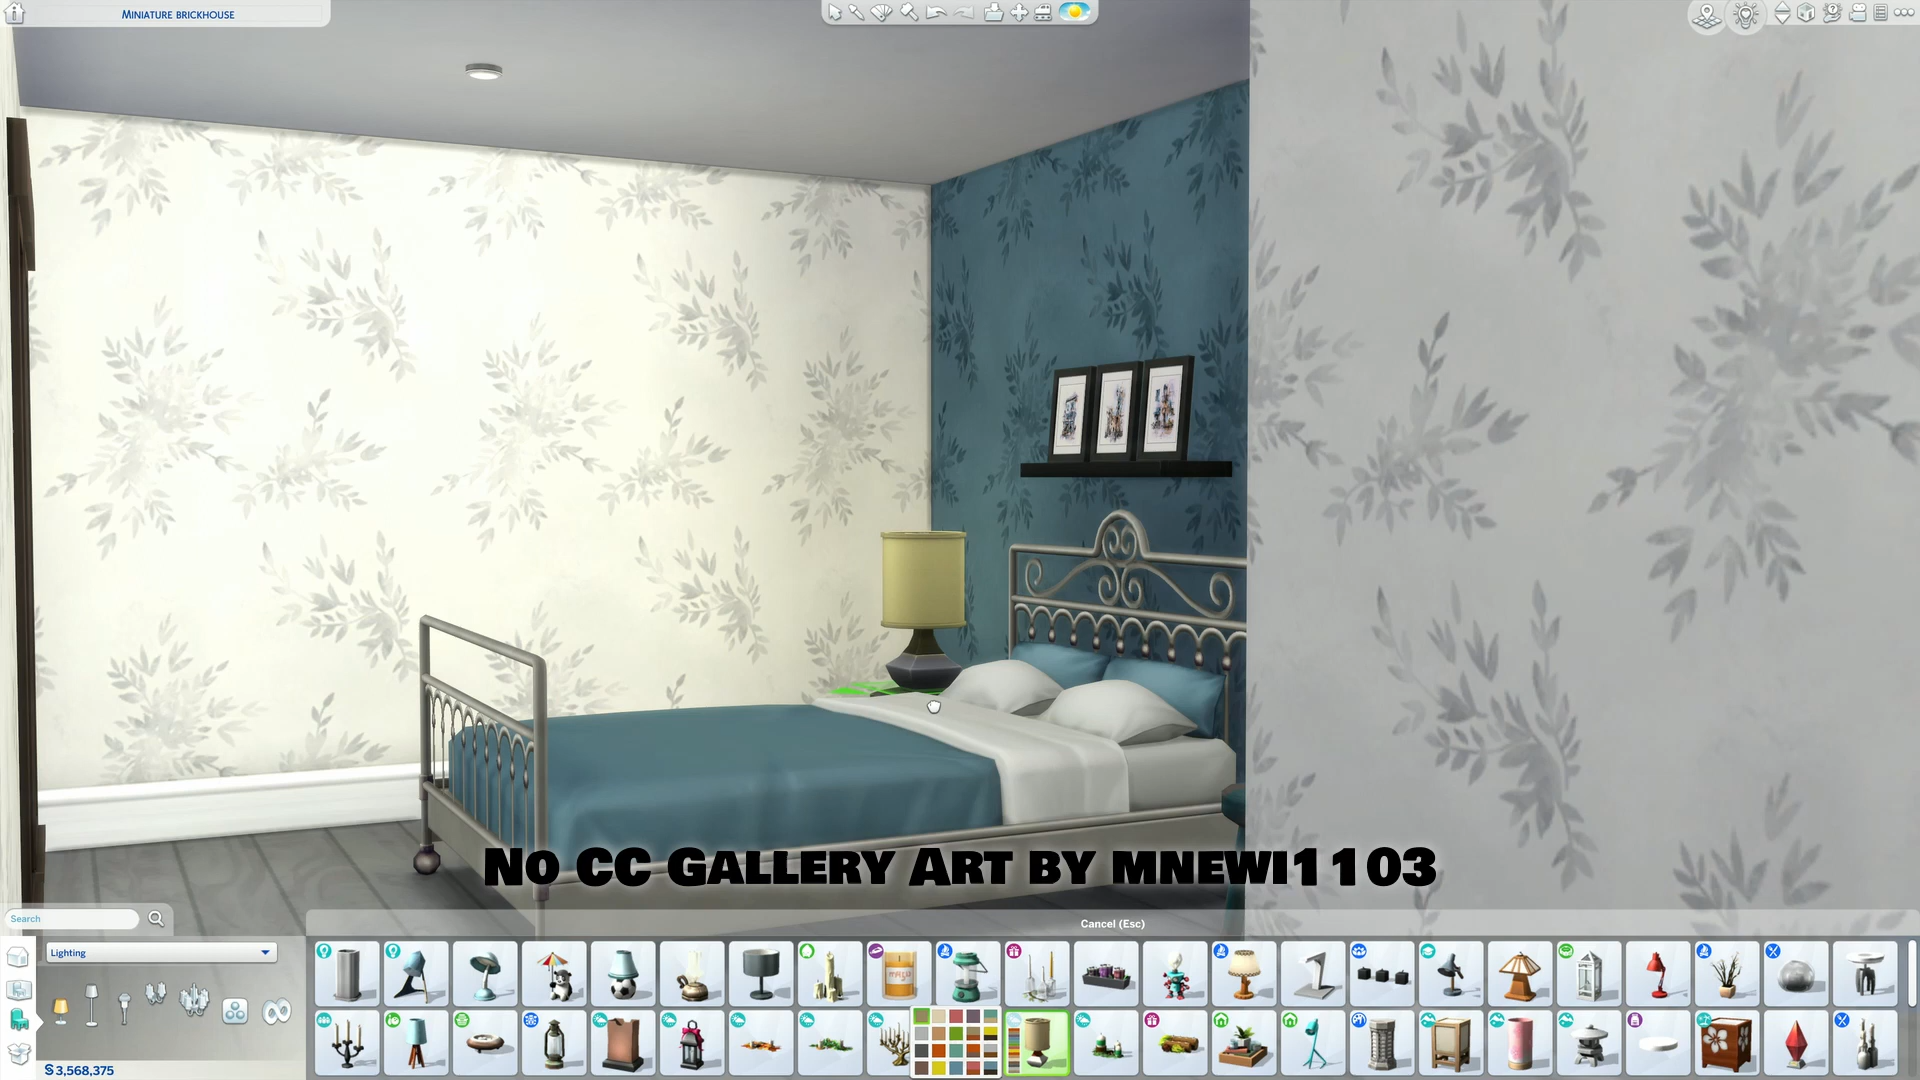 Miniature brickhouse
No CC Gallery Art by mnewi1103
Search
Cancel (Esc)
Lighting
§3,568,375